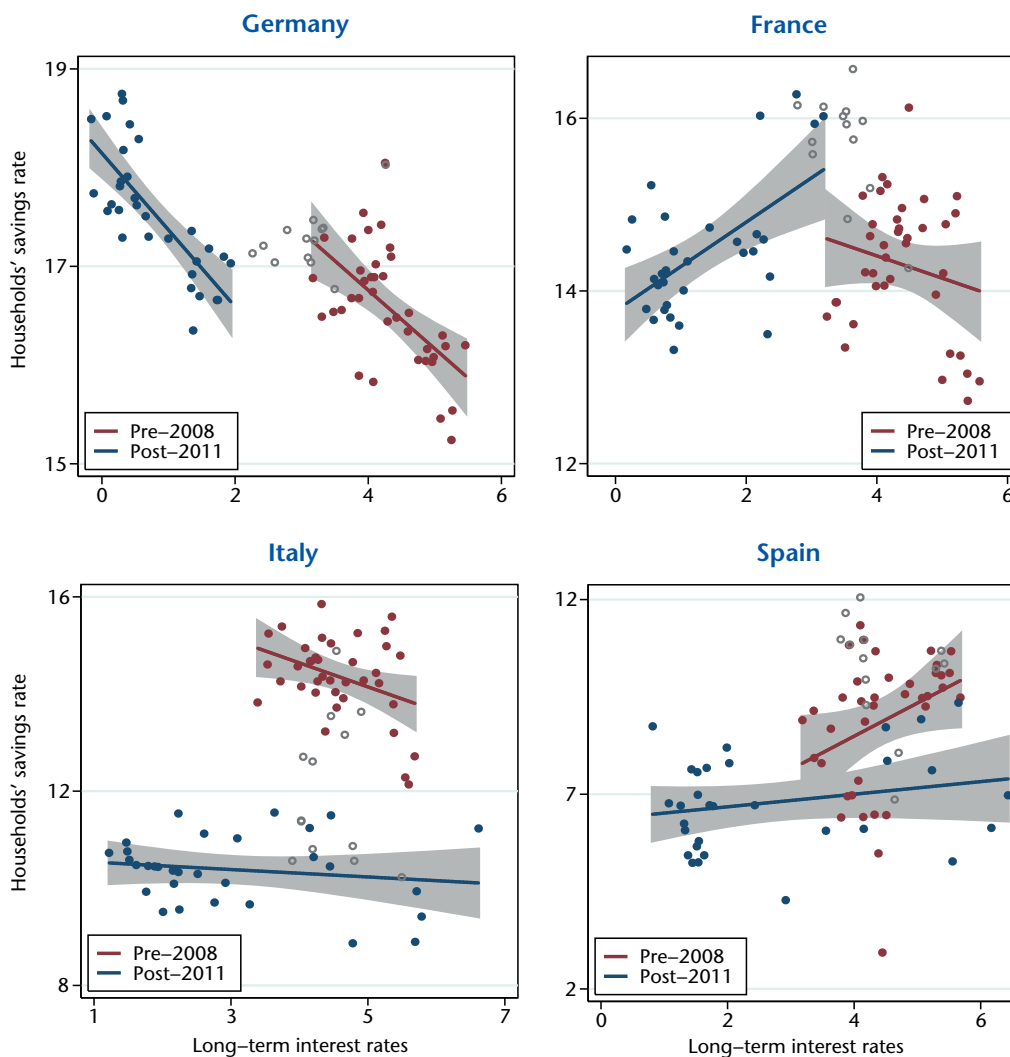 Germany
Households’ savings rate
19
17
15
Pre–2008
Post–2011
0 2 4 6
France
16
14
12
Pre–2008
Post–2011
0 2 4 6
Italy
Households’ savings rate
16
12
8
Pre–2008
Post–2011
1 3 5 7
Long–term interest rates
Spain
12
7
2
Pre–2008
Post–2011
0 2 4 6
Long–term interest rates